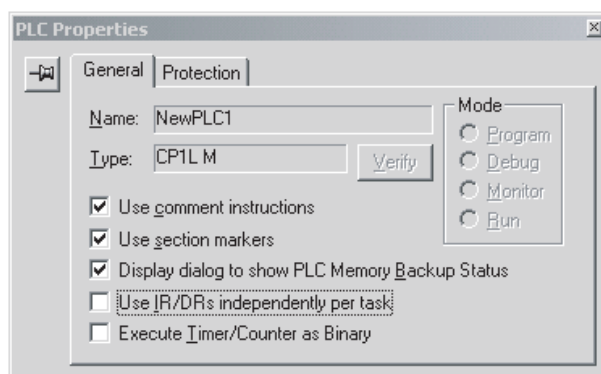 PLC Properties
General Protection
Name: NewPLC1
Type: CP1L M Verify
Mode
Program
Debug
Monitor
Run
Use comment instructions
Use section markers
Display dialog to show PLC Memory Backup Status
Use IR/DRs independently per task
Execute Timer/Counter as Binary